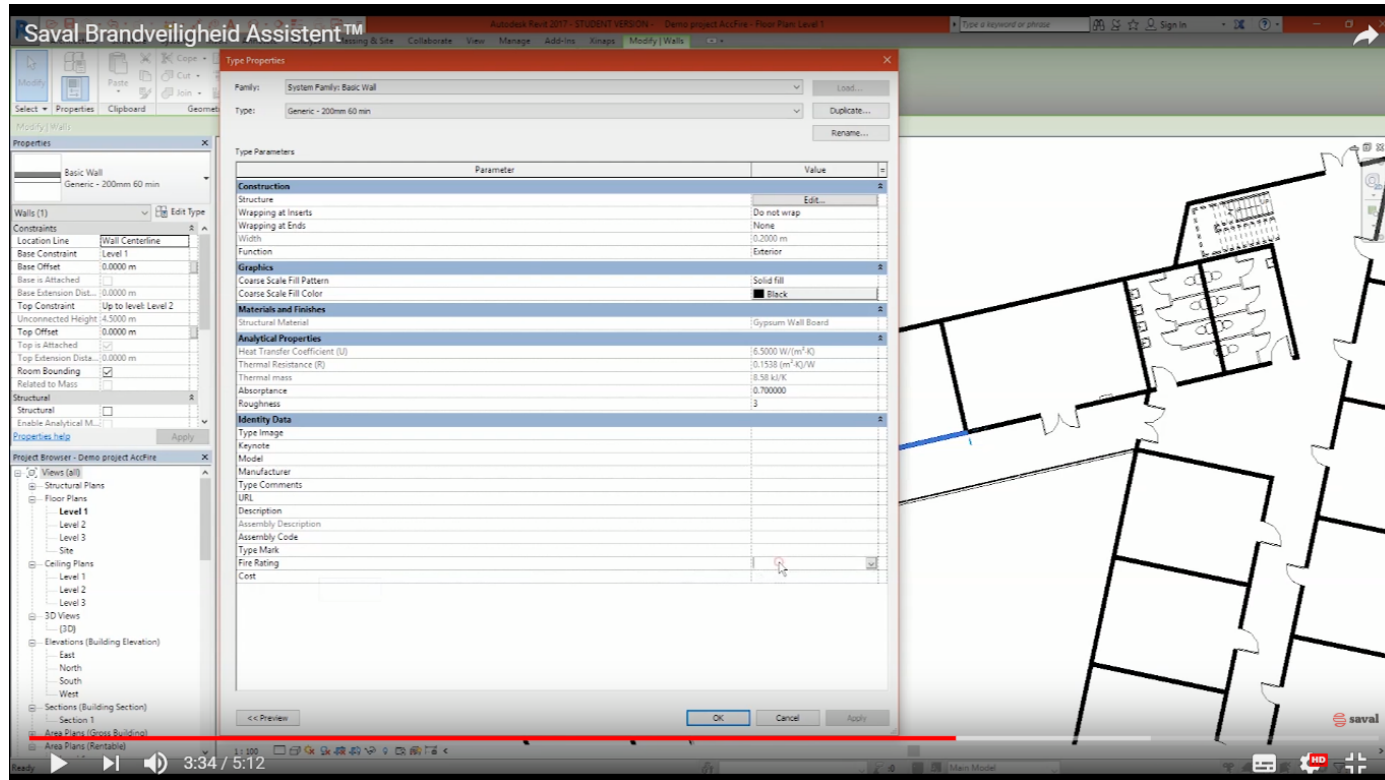 Saval Brandveiligheid Assistent™
Autodesk Revit 2017 - STUDENT VERSION - Demo project AccFire - Floor Plan: Level 1
Type a keyword or phrase
Sign In
Massing & Site Collaborate View Manage Add-Ins Xinaps Modify | Walls
Modify
Paste
Cope
Cut
Join
Select Properties Clipboard Geomet
Modify | Walls
Properties
Basic Wall
Generic - 200mm 60 min
Walls (1) Edit Type
Constraints
Location Line Wall Centerline
Base Constraint Level 1
Base Offset 0.0000 m
Base is Attached
Base Extension Dist... 0.0000 m
Top Constraint Up to level: Level 2
Unconnected Height 4.5000 m
Top Offset 0.0000 m
Top is Attached
Top Extension Dista... 0.0000 m
Room Bounding
Related to Mass
Structural
Structural
Enable Analytical M...
Properties help Apply
Project Browser - Demo project AccFire
Views (all)
Structural Plans
Floor Plans
Level 1
Level 2
Level 3
Site
Ceiling Plans
Level 1
Level 2
Level 3
3D Views
{3D}
Elevations (Building Elevation)
East
North
South
West
Sections (Building Section)
Section 1
Area Plans (Gross Building)
Area Plans (Rentable)
Type Properties
Family: System Family: Basic Wall Load...
Type: Generic - 200mm 60 min Duplicate...
Rename...
Type Parameters
Parameter Value =
Construction
Structure Edit...
Wrapping at Inserts Do not wrap
Wrapping at Ends None
Width 0.2000 m
Function Exterior
Graphics
Coarse Scale Fill Pattern Solid fill
Coarse Scale Fill Color Black
Materials and Finishes
Structural Material Gypsum Wall Board
Analytical Properties
Heat Transfer Coefficient (U) 6.5000 W/(m²·K)
Thermal Resistance (R) 0.1538 (m²·K)/W
Thermal mass 8.58 kJ/K
Absorptance 0.700000
Roughness 3
Identity Data
Type Image
Keynote
Model
Manufacturer
Type Comments
URL
Description
Assembly Description
Assembly Code
Type Mark
Fire Rating
Cost
<< Preview OK Cancel Apply
saval
1 : 100
Ready
3:34 / 5:12
Main Model
HD